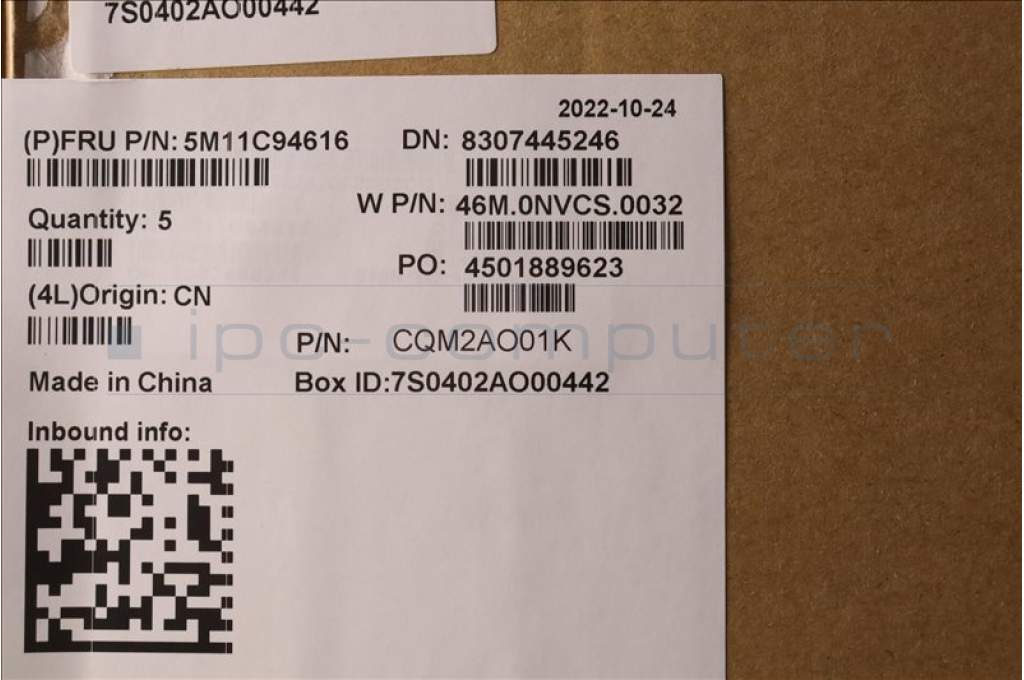 7S0402AO00442
2022-10-24
(P)FRU P/N: 5M11C94616 DN: 8307445246
W P/N: 46M.0NVCS.0032
Quantity: 5
PO: 4501889623
(4L)Origin: CN
ipo-computer
P/N: CQM2AO01K
Made in China Box ID:7S0402AO00442
Inbound info: